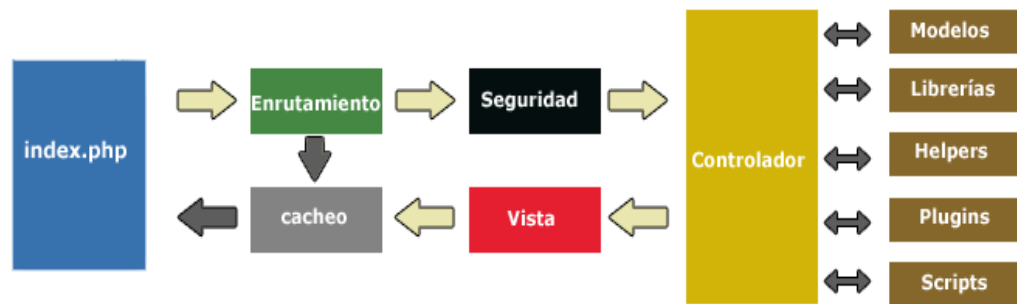 index.php
Enrutamiento
Seguridad
cacheo
Vista
Controlador
Modelos
Librerías
Helpers
Plugins
Scripts